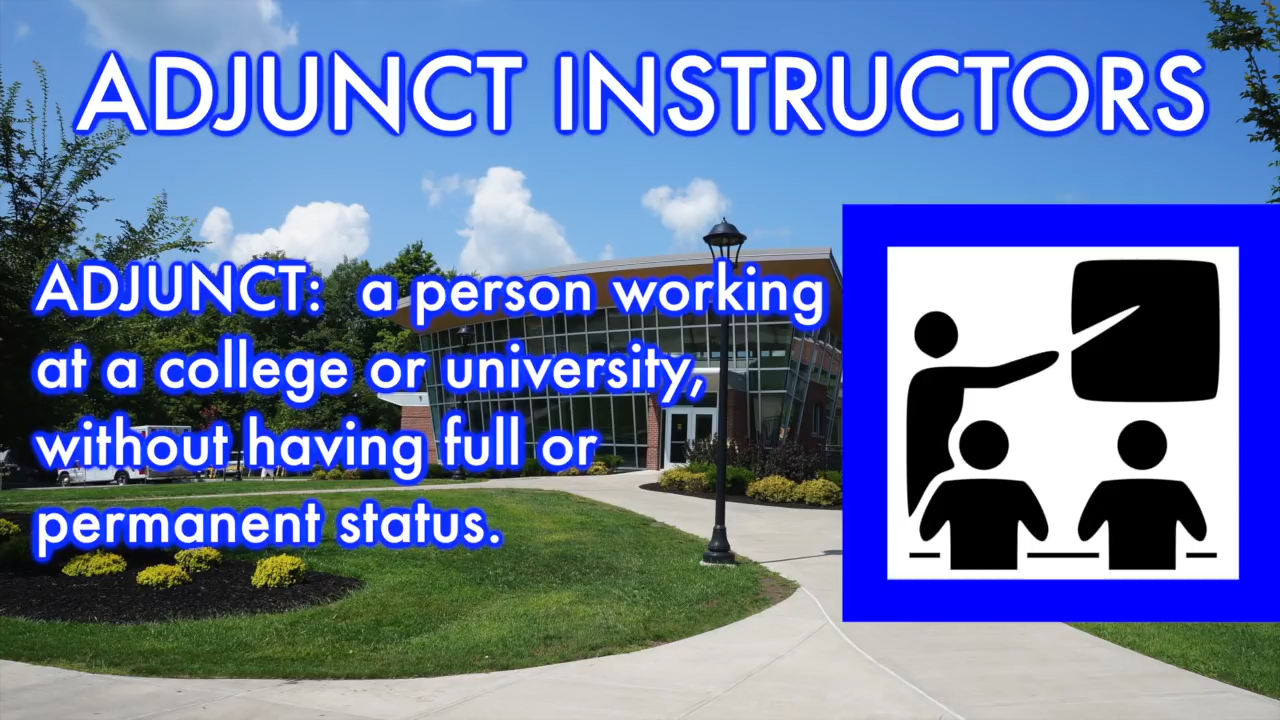 ADJUNCT INSTRUCTORS
ADJUNCT: a person working
at a college or university,
without having full or
permanent status.